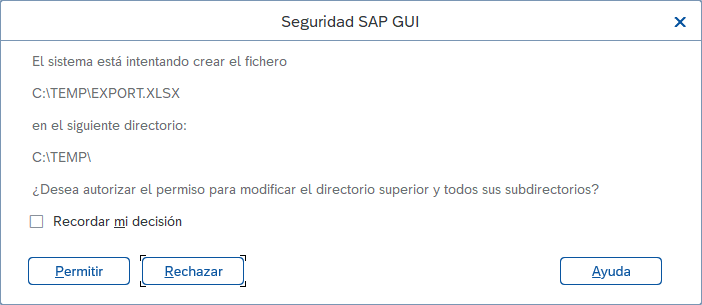 Seguridad SAP GUI
El sistema está intentando crear el fichero
C:\TEMP\EXPORT.XLSX
en el siguiente directorio:
C:\TEMP\
¿Desea autorizar el permiso para modificar el directorio superior y todos sus subdirectorios?
Recordar mi decisión
Permitir Rechazar Ayuda